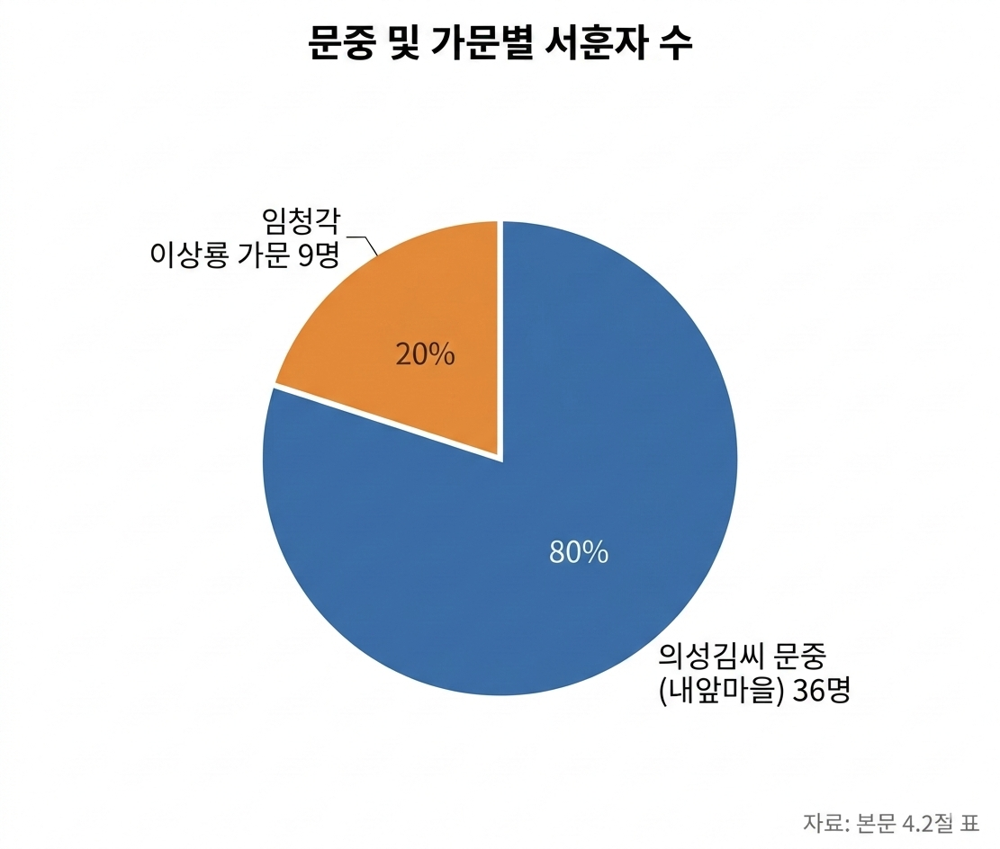 문중 및 가문별 서훈자 수
임청각
이상룡 가문 9명
20%
80%
의성김씨 문중
(내앞마을) 36명
자료: 본문 4.2절 표